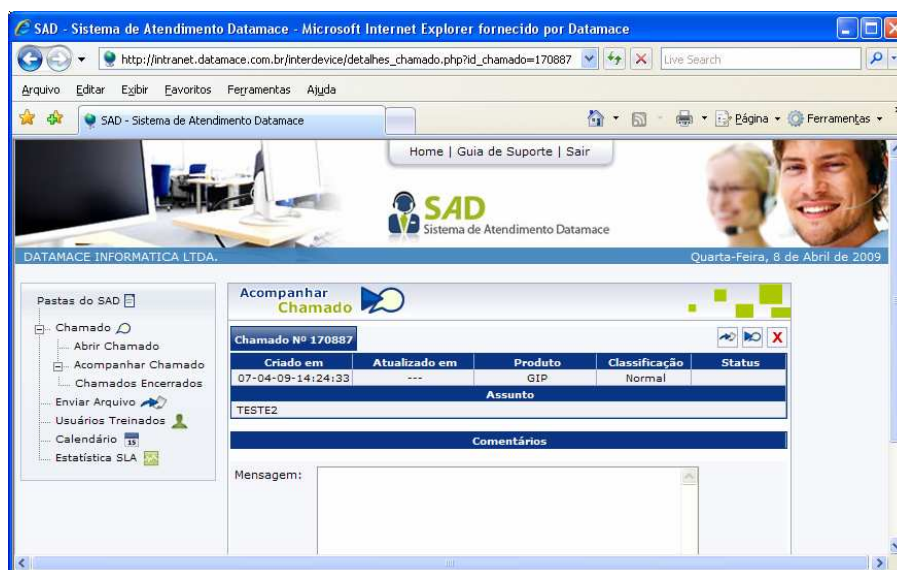 SAD - Sistema de Atendimento Datamace - Microsoft Internet Explorer fornecido por Datamace
http://intranet.datamace.com.br/interdevice/detalhes_chamado.php?id_chamado=170887
Live Search
Arquivo Editar Exibir Favoritos Ferramentas Ajuda
SAD - Sistema de Atendimento Datamace
Página Ferramentas
Home | Guia de Suporte | Sair
SAD
Sistema de Atendimento Datamace
DATAMACE INFORMATICA LTDA.
Quarta-Feira, 8 de Abril de 2009
Pastas do SAD
Chamado
Abrir Chamado
Acompanhar Chamado
Chamados Encerrados
Enviar Arquivo
Usuários Treinados
Calendário
15
Estatística SLA
Acompanhar
Chamado
Chamado Nº 170887
X
Criado em Atualizado em Produto Classificação Status
07-04-09-14:24:33 --- GIP Normal
Assunto
TESTE2
Comentários
Mensagem: